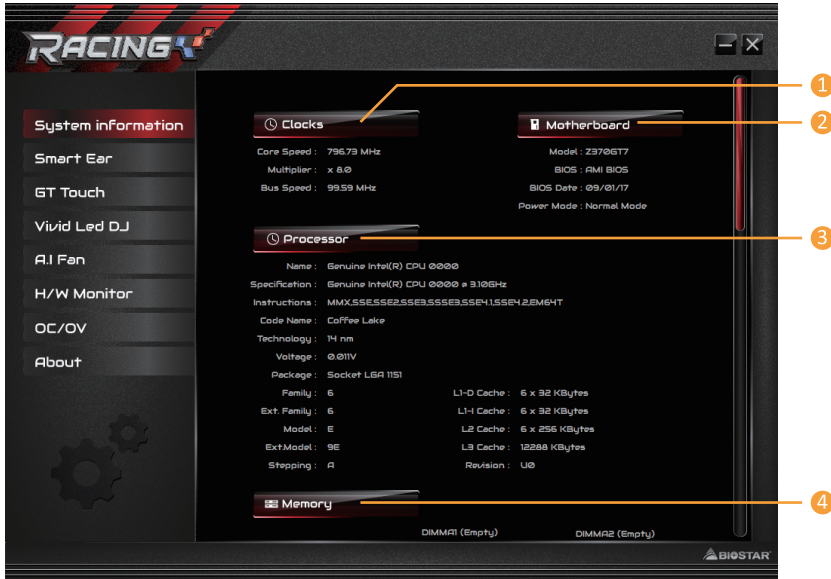 RACING
System information
Smart Ear
GT Touch
Vivid Led DJ
A.I Fan
H/W Monitor
OC/OV
About
Clocks
Core Speed : 796.73 MHz
Multiplier : x 8.0
Bus Speed : 99.59 MHz
Motherboard
Model : Z370GT7
BIOS : AMI BIOS
BIOS Date : 09/01/17
Power Mode : Normal Mode
Processor
Name : Genuine Intel(R) CPU 0000
Specification : Genuine Intel(R) CPU 0000 @ 3.10GHz
Instructions : MMX,SSE,SSE2,SSE3,SSSE3,SSE4.1,SSE4.2,EM64T
Code Name : Coffee Lake
Technology : 14 nm
Voltage : 0.011V
Package : Socket LGA 1151
Family : 6
Ext. Family : 6
Model : E
Ext.Model : 9E
Stepping : A
L1-D Cache : 6 x 32 KBytes
L1-I Cache : 6 x 32 KBytes
L2 Cache : 6 x 256 KBytes
L3 Cache : 12288 KBytes
Revision : U0
Memory
DIMMA1 (Empty) DIMMA2 (Empty)
BIOSTAR
1
2
3
4